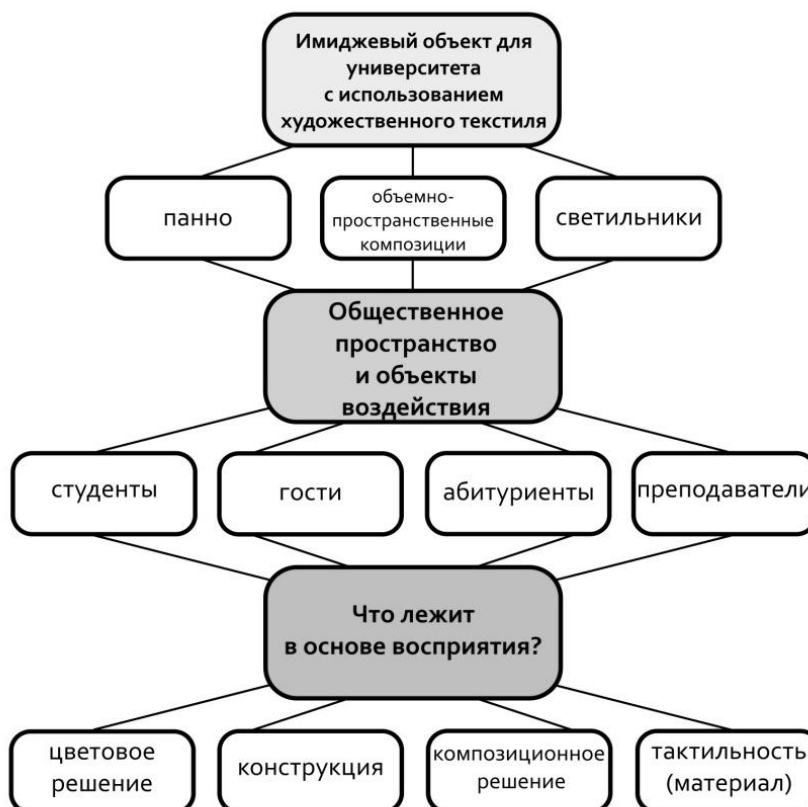 Имиджевый объект для
университета
с использованием
художественного текстиля
панно
объемно-
пространственные
композиции
светильники
Общественное
пространство
и объекты
воздействия
студенты
гости
абитуриенты
преподаватели
Что лежит
в основе восприятия?
цветовое
решение
конструкция
композиционное
решение
тактильность
(материал)